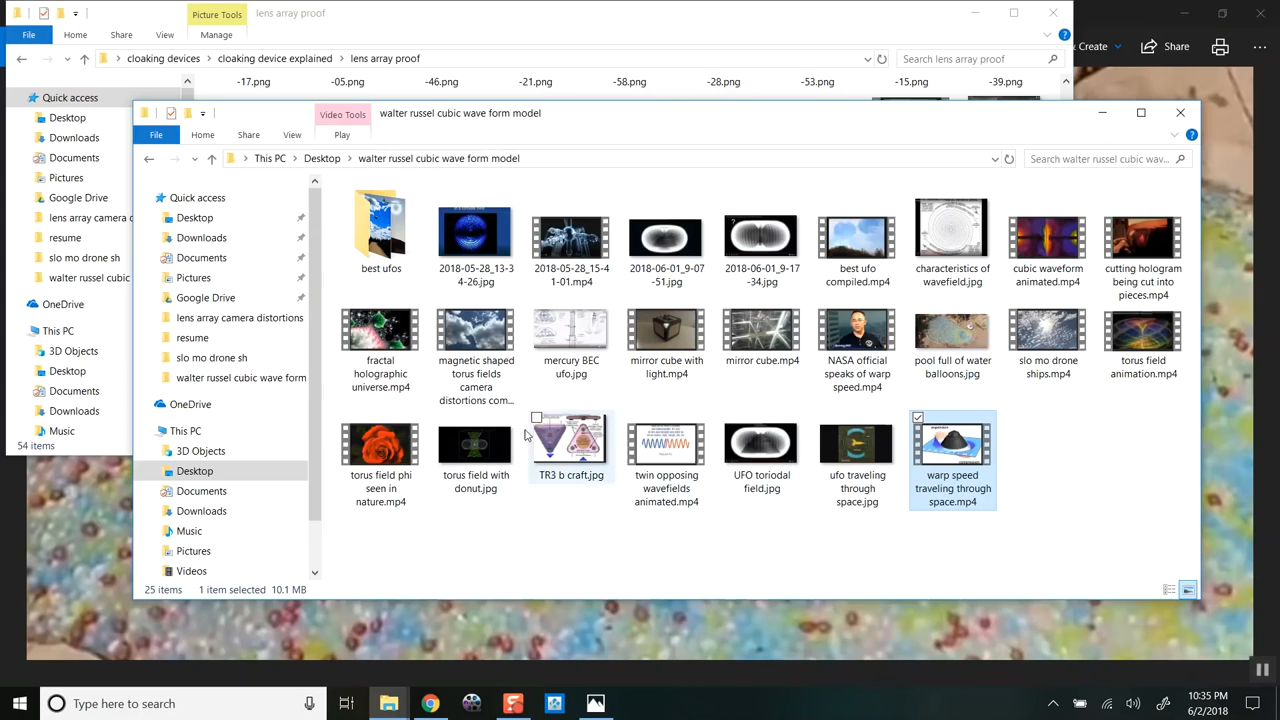 Picture Tools
lens array proof
File
Home
Share
View
Manage
Create
Share
cloaking devices
cloaking device explained
lens array proof
Search lens array proof
-17.png
-05.png
-46.png
-21.png
-58.png
-28.png
-53.png
-15.png
-39.png
Quick access
Desktop
Downloads
Documents
Pictures
Google Drive
lens array camera d
resume
slo mo drone sh
walter russel cubic
OneDrive
This PC
3D Objects
Desktop
Documents
Downloads
Music
54 items
Video Tools
walter russel cubic wave form model
File
Home
Share
View
Play
This PC
Desktop
walter russel cubic wave form model
Search walter russel cubic wav...
Quick access
Desktop
Downloads
Documents
Pictures
Google Drive
lens array camera distortions
resume
slo mo drone sh
walter russel cubic wave form
OneDrive
This PC
3D Objects
Desktop
Documents
Downloads
Music
Pictures
Videos
best ufos
2018-05-28_13-3
4-26.jpg
2018-05-28_15-4
1-01.mp4
2018-06-01_9-07
-51.jpg
2018-06-01_9-17
-34.jpg
best ufo
compiled.mp4
characteristics of
wavefield.jpg
cubic waveform
animated.mp4
cutting hologram
being cut into
pieces.mp4
fractal
holographic
universe.mp4
magnetic shaped
torus fields
camera
distortions com...
mercury BEC
ufo.jpg
mirror cube with
light.mp4
mirror cube.mp4
NASA official
speaks of warp
speed.mp4
pool full of water
balloons.jpg
slo mo drone
ships.mp4
torus field
animation.mp4
torus field phi
seen in
nature.mp4
torus field with
donut.jpg
TR3 b craft.jpg
twin opposing
wavefields
animated.mp4
UFO toriodal
field.jpg
ufo traveling
through
space.jpg
warp speed
traveling through
space.mp4
25 items
1 item selected 10.1 MB
Type here to search
10:35 PM
6/2/2018